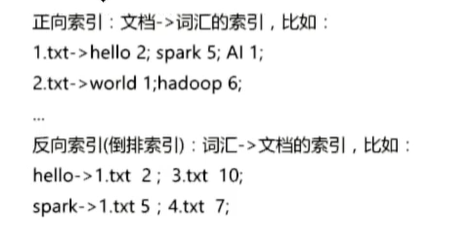 正向索引：文档->词汇的索引，比如：
1.txt->hello 2; spark 5; AI 1;
2.txt->world 1;hadoop 6;
...
反向索引(倒排索引)：词汇->文档的索引，比如：
hello->1.txt 2； 3.txt 10;
spark->1.txt 5；4.txt 7;